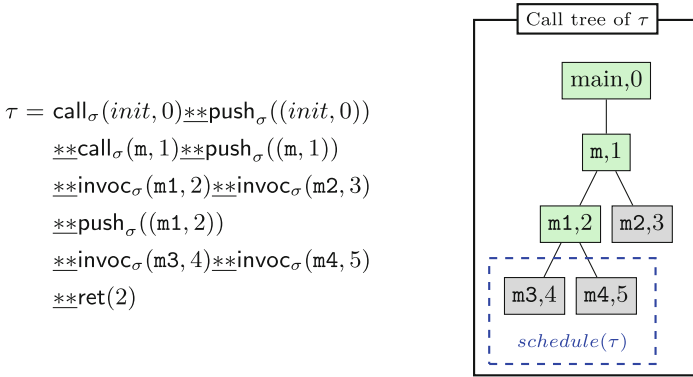 τ = call_σ(init, 0)**push_σ((init, 0))
**call_σ(m, 1)**push_σ((m, 1))
**invoc_σ(m1, 2)**invoc_σ(m2, 3)
**push_σ((m1, 2))
**invoc_σ(m3, 4)**invoc_σ(m4, 5)
**ret(2)
Call tree of τ
main,0
m,1
m1,2 m2,3
m3,4 m4,5
schedule(τ)